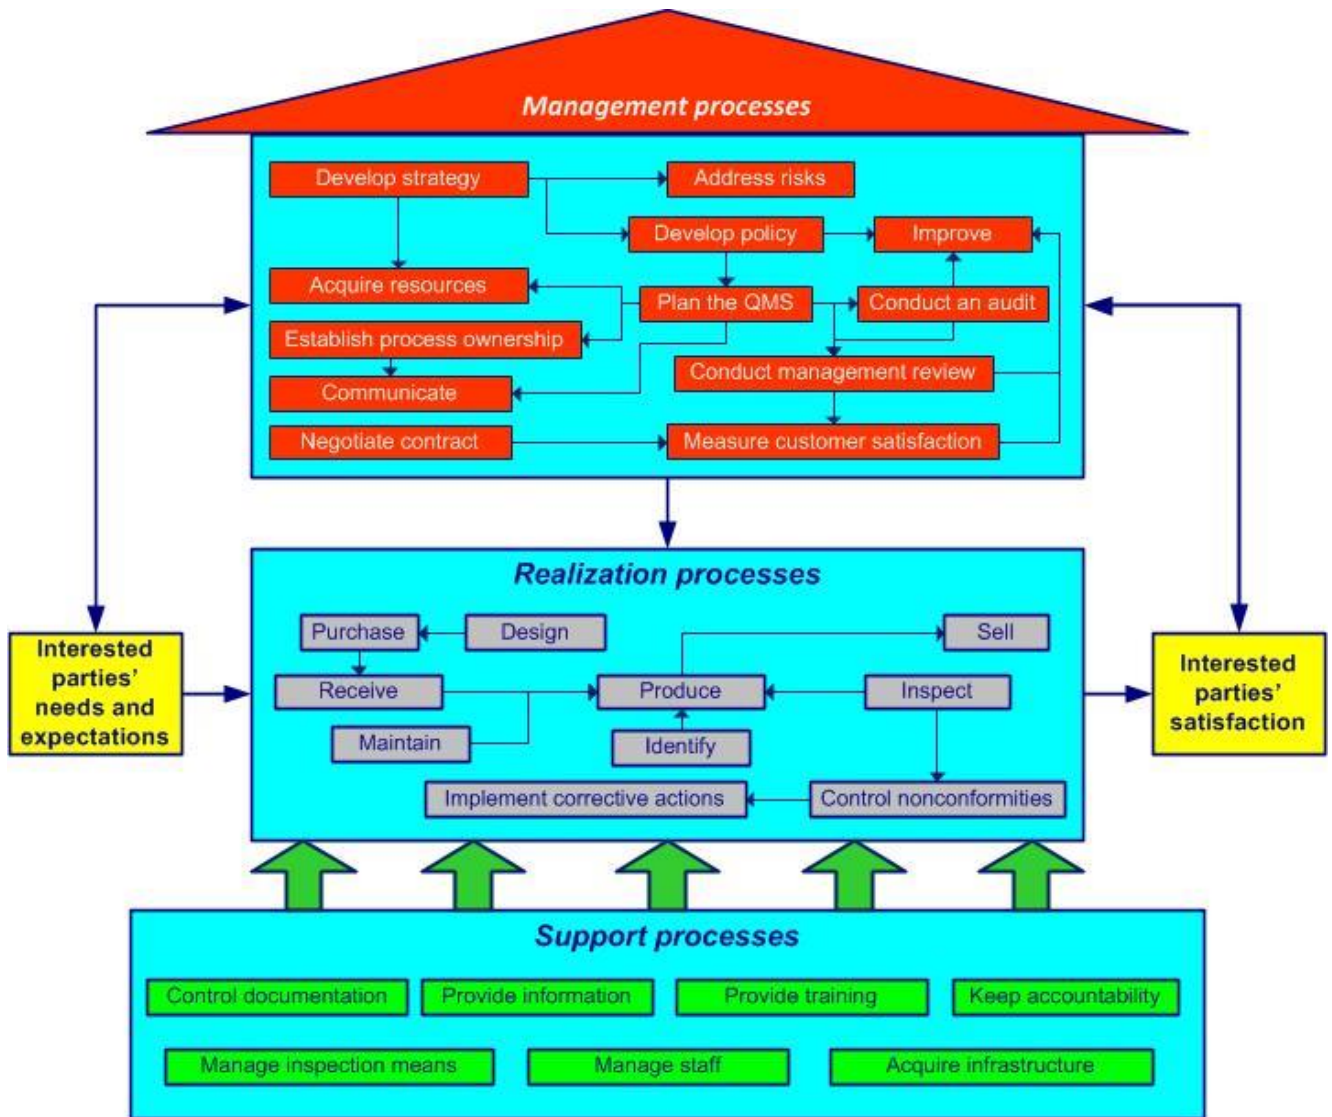 Management processes
Develop strategy
Address risks
Develop policy
Improve
Acquire resources
Plan the QMS
Conduct an audit
Establish process ownership
Conduct management review
Communicate
Negotiate contract
Measure customer satisfaction
Realization processes
Purchase
Design
Sell
Interested
parties’
needs and
expectations
Receive
Produce
Inspect
Maintain
Identify
Implement corrective actions
Control nonconformities
Interested
parties’
satisfaction
Support processes
Control documentation
Provide information
Provide training
Keep accountability
Manage inspection means
Manage staff
Acquire infrastructure